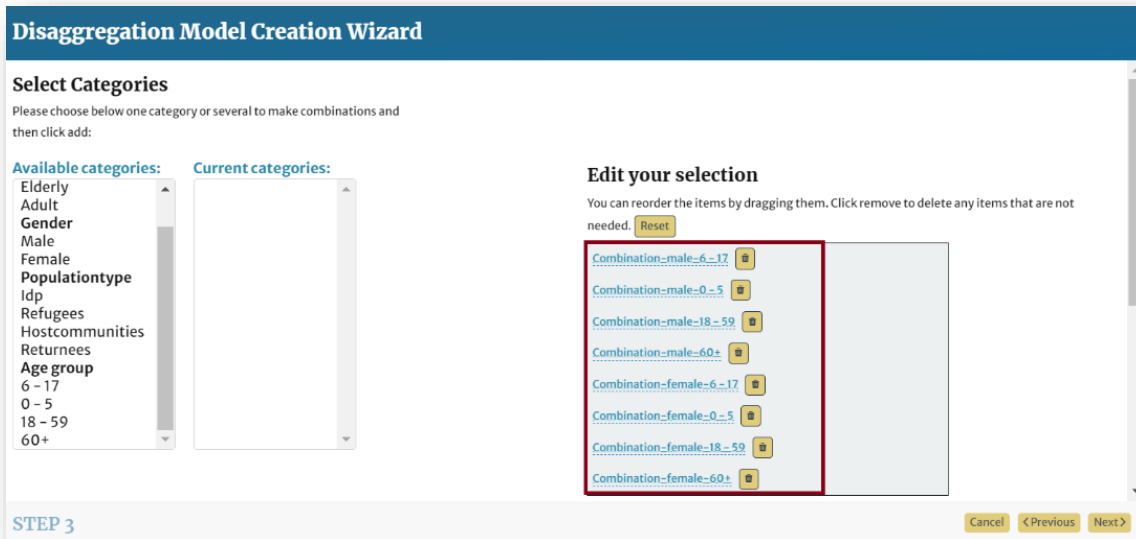 Disaggregation Model Creation Wizard
Select Categories
Please choose below one category or several to make combinations and
then click add:
Available categories:
Elderly
Adult
Gender
Male
Female
Populationtype
Idp
Refugees
Hostcommunities
Returnees
Age group
6 - 17
0 - 5
18 - 59
60+
Current categories:
Edit your selection
You can reorder the items by dragging them. Click remove to delete any items that are not
needed. Reset
Combination-male-6 - 17
Combination-male-0 - 5
Combination-male-18 - 59
Combination-male-60+
Combination-female-6 - 17
Combination-female-0 - 5
Combination-female-18 - 59
Combination-female-60+
STEP 3
Cancel
<Previous
Next>